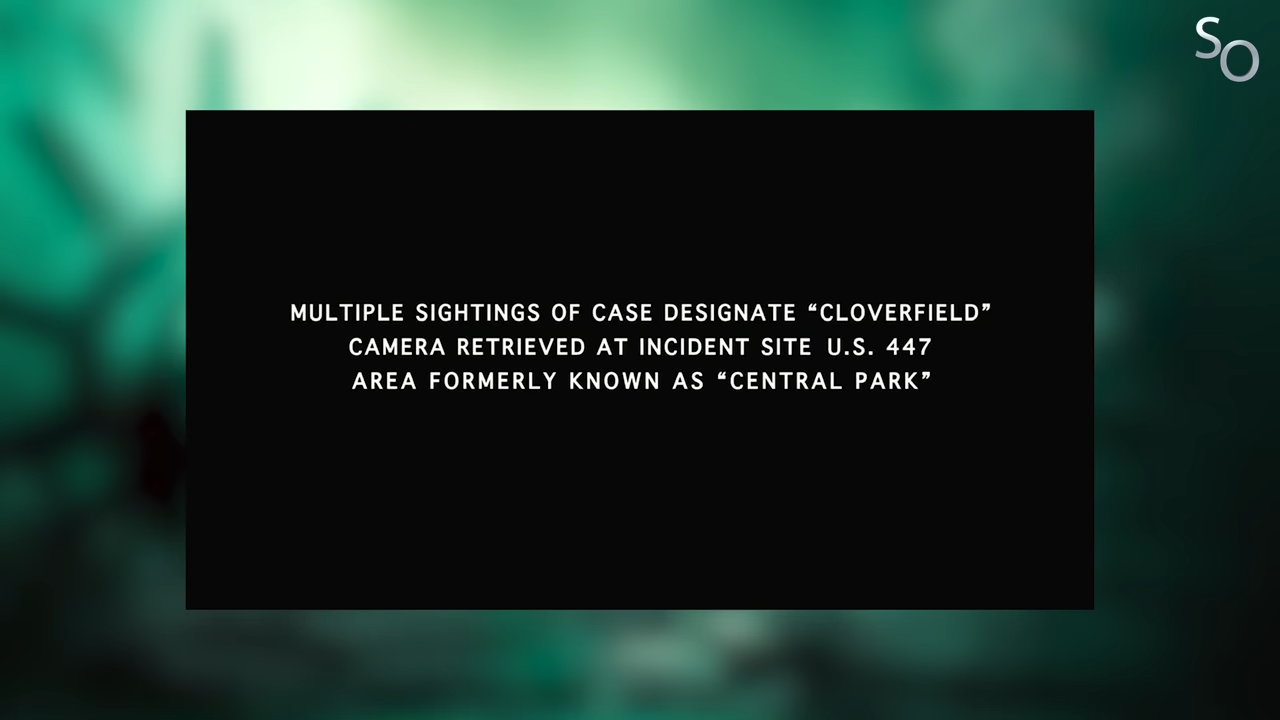 SO
MULTIPLE SIGHTINGS OF CASE DESIGNATE “CLOVERFIELD”
CAMERA RETRIEVED AT INCIDENT SITE U.S. 447
AREA FORMERLY KNOWN AS “CENTRAL PARK”